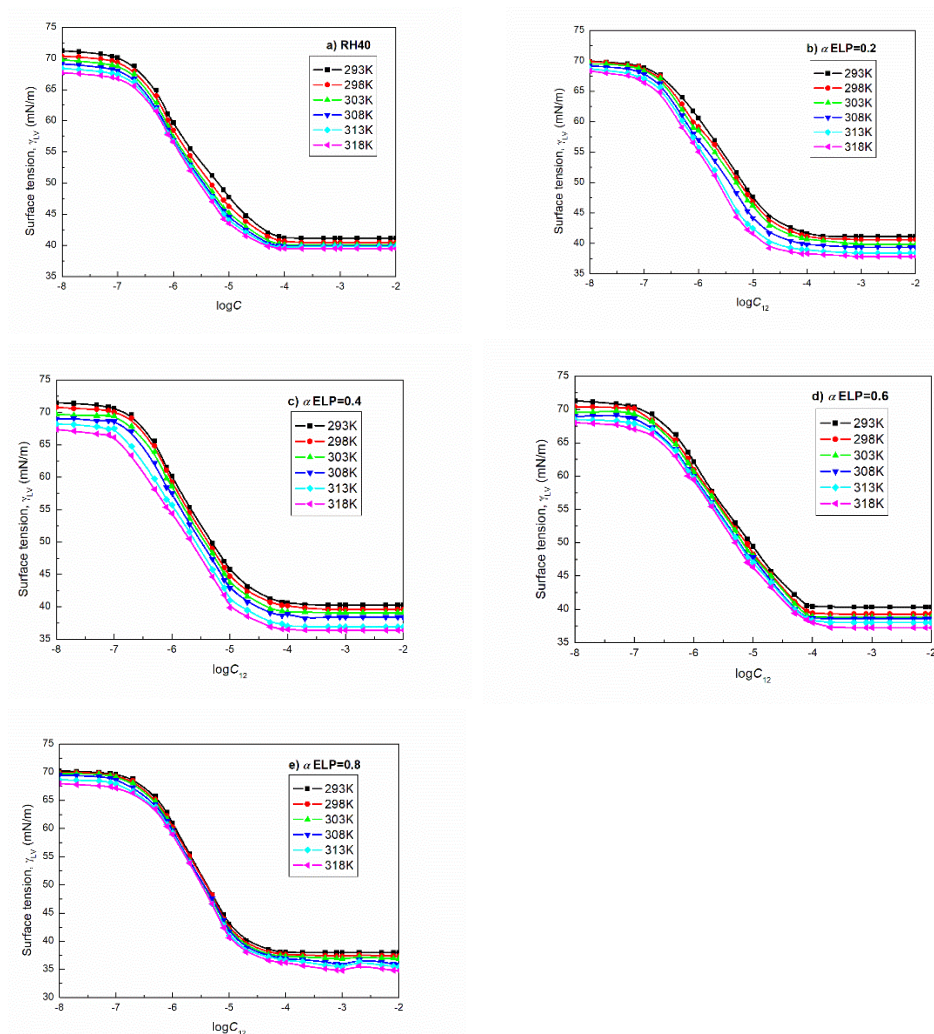 75
70
65
60
55
50
45
40
35
Surface tension, γLV (mN/m)
a) RH40
293K
298K
303K
308K
313K
318K
-8 -7 -6 -5 -4 -3 -2
logC
75
70
65
60
55
50
45
40
35
Surface tension, γLV (mN/m)
b) α ELP=0.2
293K
298K
303K
308K
313K
318K
-8 -7 -6 -5 -4 -3 -2
logC12
75
70
65
60
55
50
45
40
35
Surface tension, γLV (mN/m)
c) α ELP=0.4
293K
298K
303K
308K
313K
318K
-8 -7 -6 -5 -4 -3 -2
logC12
75
70
65
60
55
50
45
40
35
Surface tension, γLV (mN/m)
d) α ELP=0.6
293K
298K
303K
308K
313K
318K
-8 -7 -6 -5 -4 -3 -2
logC12
75
70
65
60
55
50
45
40
35
30
Surface tension, γLV (mN/m)
e) α ELP=0.8
293K
298K
303K
308K
313K
318K
-8 -7 -6 -5 -4 -3 -2
logC12